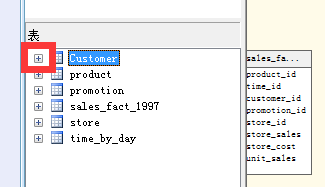 表
Customer
product
promotion
sales_fact_1997
store
time_by_day
sales_fa...
product_id
time_id
customer_id
promotion_id
store_id
store_sales
store_cost
unit_sales